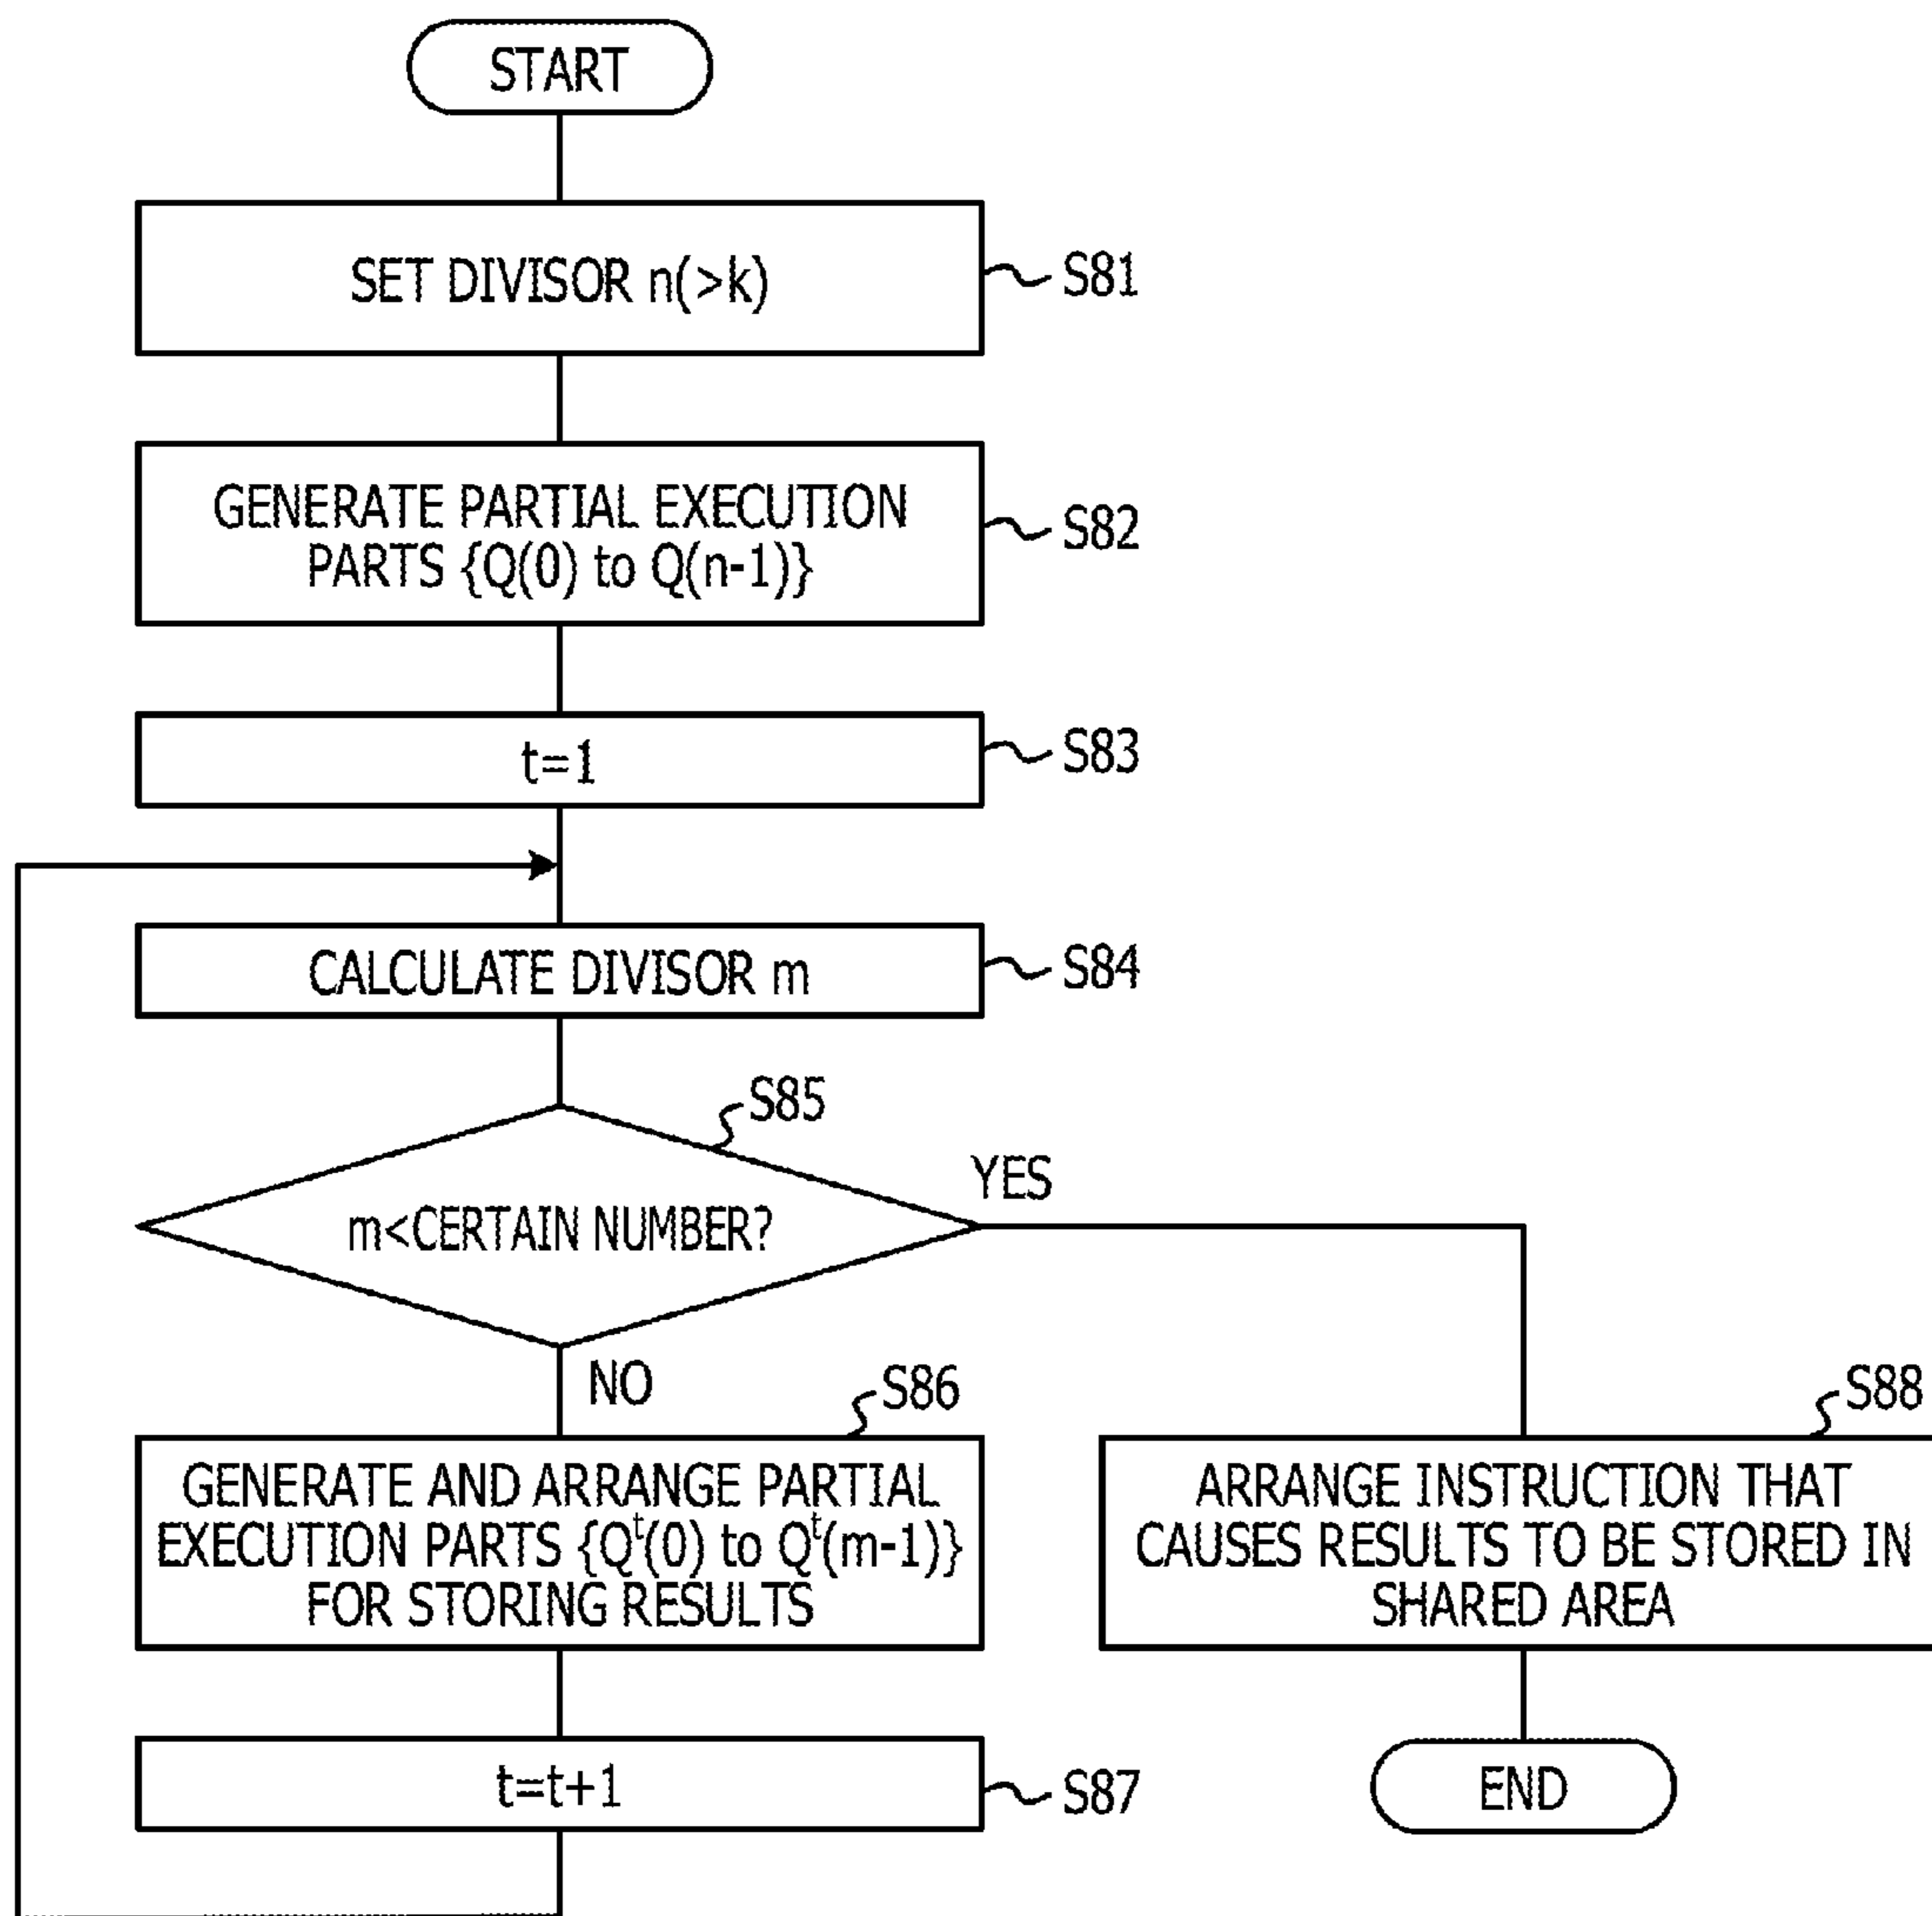 START
SET DIVISOR n(>k)
S81
GENERATE PARTIAL EXECUTION
PARTS {Q(0) to Q(n-1)}
S82
t=1
S83
CALCULATE DIVISOR m
S84
S85
m<CERTAIN NUMBER?
YES
NO
S86
GENERATE AND ARRANGE PARTIAL
EXECUTION PARTS {Qᵗ(0) to Qᵗ(m-1)}
FOR STORING RESULTS
S88
ARRANGE INSTRUCTION THAT
CAUSES RESULTS TO BE STORED IN
SHARED AREA
t=t+1
S87
END